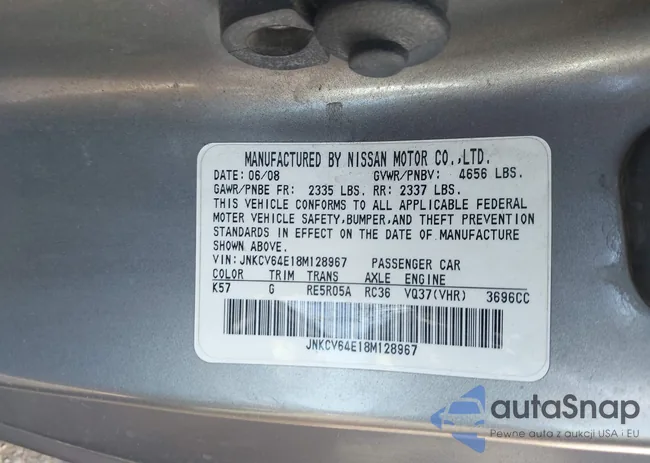 MANUFACTURED BY NISSAN MOTOR CO.,LTD.
DATE: 06/08 GVWR/PNBV: 4656 LBS.
GAWR/PNBE FR: 2335 LBS. RR: 2337 LBS.
THIS VEHICLE CONFORMS TO ALL APPLICABLE FEDERAL
MOTOR VEHICLE SAFETY,BUMPER,AND THEFT PREVENTION
STANDARDS IN EFFECT ON THE DATE OF MANUFACTURE
SHOWN ABOVE.
VIN: JNKCV64E18M128967 PASSENGER CAR
COLOR TRIM TRANS AXLE ENGINE
K57 G RE5R05A RC36 VQ37(VHR) 3696CC
JNKCV64E18M128967
autaSnap
Pewne auta z aukcji USA i EU